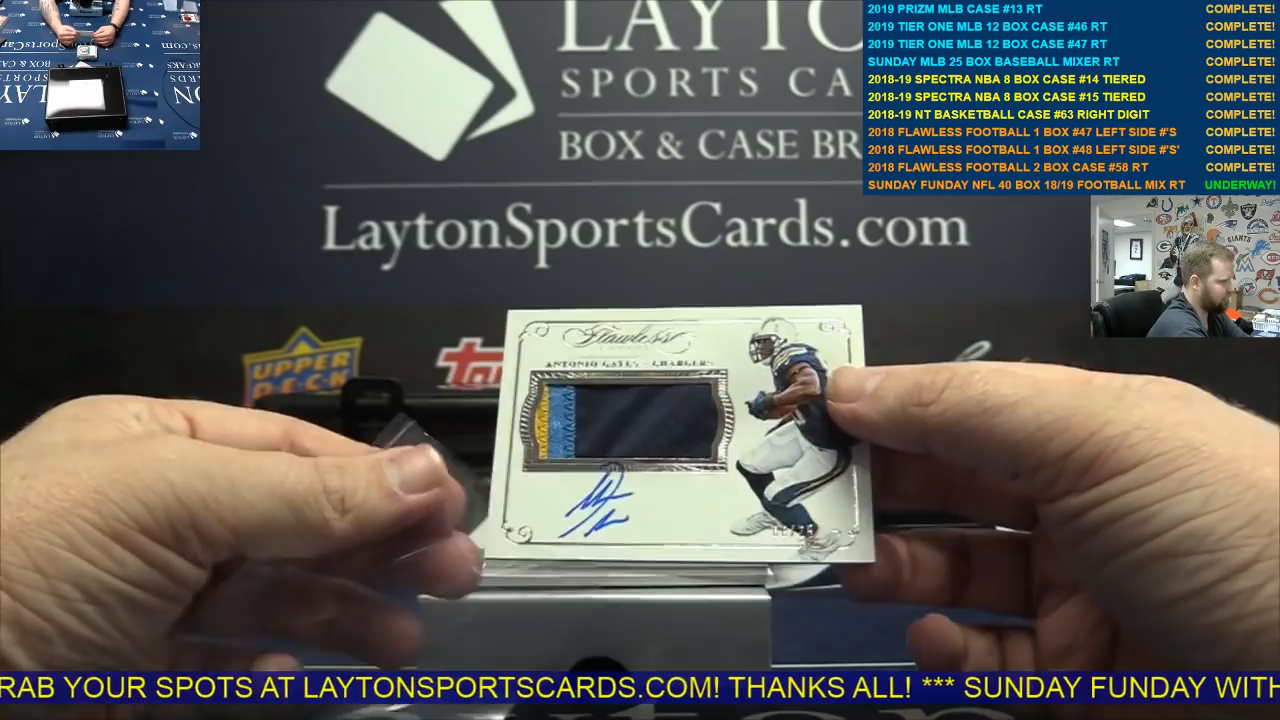 2019 PRIZM MLB CASE #13 RT COMPLETE!
2019 TIER ONE MLB 12 BOX CASE #46 RT COMPLETE!
2019 TIER ONE MLB 12 BOX CASE #47 RT COMPLETE!
SUNDAY MLB 25 BOX BASEBALL MIXER RT COMPLETE!
2018-19 SPECTRA NBA 8 BOX CASE #14 TIERED COMPLETE!
2018-19 SPECTRA NBA 8 BOX CASE #15 TIERED COMPLETE!
2018-19 NT BASKETBALL CASE #63 RIGHT DIGIT COMPLETE!
2018 FLAWLESS FOOTBALL 1 BOX #47 LEFT SIDE #'S COMPLETE!
2018 FLAWLESS FOOTBALL 1 BOX #48 LEFT SIDE #'S' COMPLETE!
2018 FLAWLESS FOOTBALL 2 BOX CASE #58 RT COMPLETE!
SUNDAY FUNDAY NFL 40 BOX 18/19 FOOTBALL MIX RT UNDERWAY!
LAYTO
SPORTS CA
BOX & CASE BR
LaytonSportsCards.com
GIANTS
UPPER DECK
Flawless
ANTONIO GATES - CHARGERS
RAB YOUR SPOTS AT LAYTONSPORTSCARDS.COM! THANKS ALL! *** SUNDAY FUNDAY WITH